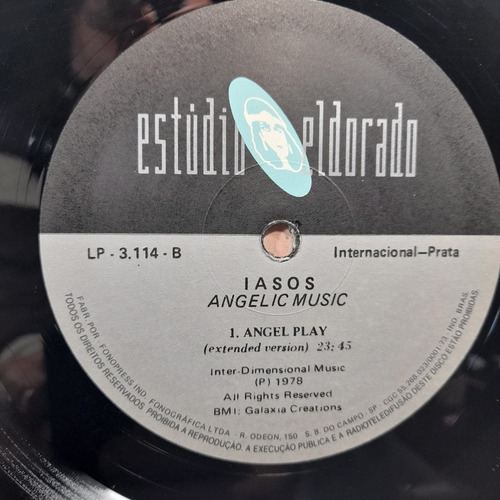 estúdio eldorado
LP - 3.114 - B
Internacional—Prata
IASOS
ANGELIC MUSIC
1. ANGEL PLAY
(extended version) 23:45
Inter-Dimensional Music
(P) 1978
All Rights Reserved
BMI: Galaxia Creations
FABR. POR: FONOPRESS IND. FONOGRÁFICA LTDA - R. ODEON, 150 S. B. DO CAMPO - SP - CGC 55.268.023/0001-73 IND. BRAS.
TODOS OS DIREITOS RESERVADOS PROIBIDA A REPRODUÇÃO, A EXECUÇÃO PUBLICA E A RADIOTELEDIFUSÃO DESTE DISCO ESTÃO PROIBIDAS.